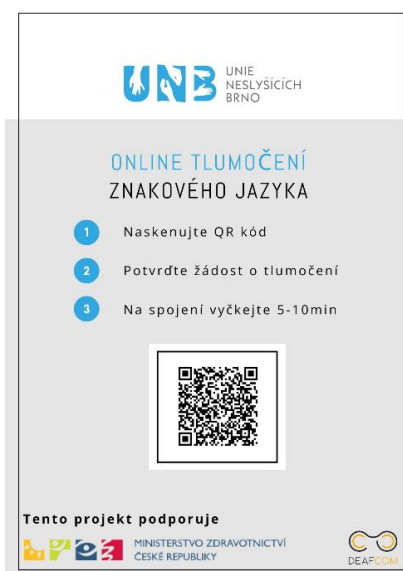 UNB
UNIE
NESLYŠÍCÍCH
BRNO
ONLINE TLUMOČENÍ
ZNAKOVÉHO JAZYKA
1 Naskenujte QR kód
2 Potvrďte žádost o tlumočení
3 Na spojení vyčkejte 5-10min
Tento projekt podporuje
MINISTERSTVO ZDRAVOTNICTVÍ
ČESKÉ REPUBLIKY
DEAFCOM